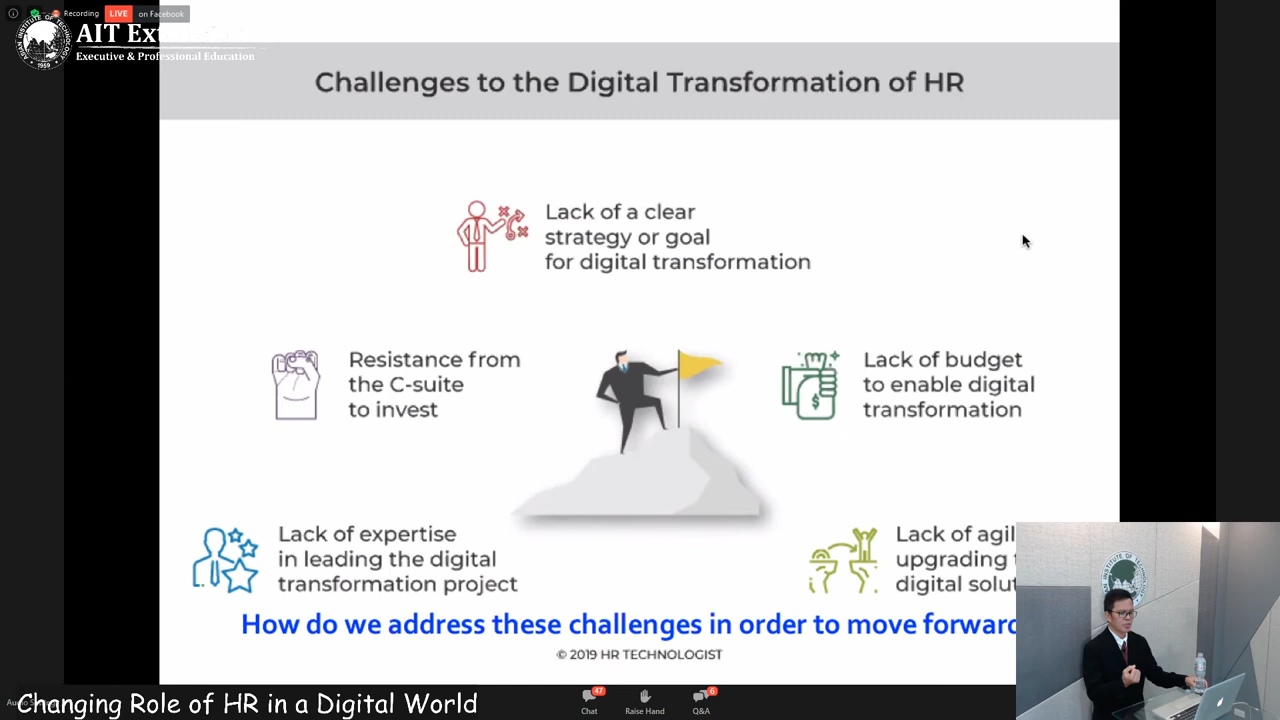 Recording
LIVE
on Facebook
AIT
Executive & Professional Education
1959
Challenges to the Digital Transformation of HR
Lack of a clear
strategy or goal
for digital transformation
Resistance from
the C-suite
to invest
Lack of budget
to enable digital
transformation
Lack of expertise
in leading the digital
transformation project
Lack of agil
upgrading
digital solut
How do we address these challenges in order to move forward
© 2019 HR TECHNOLOGIST
Changing Role of HR in a Digital World
47
Chat
Raise Hand
6
Q&A